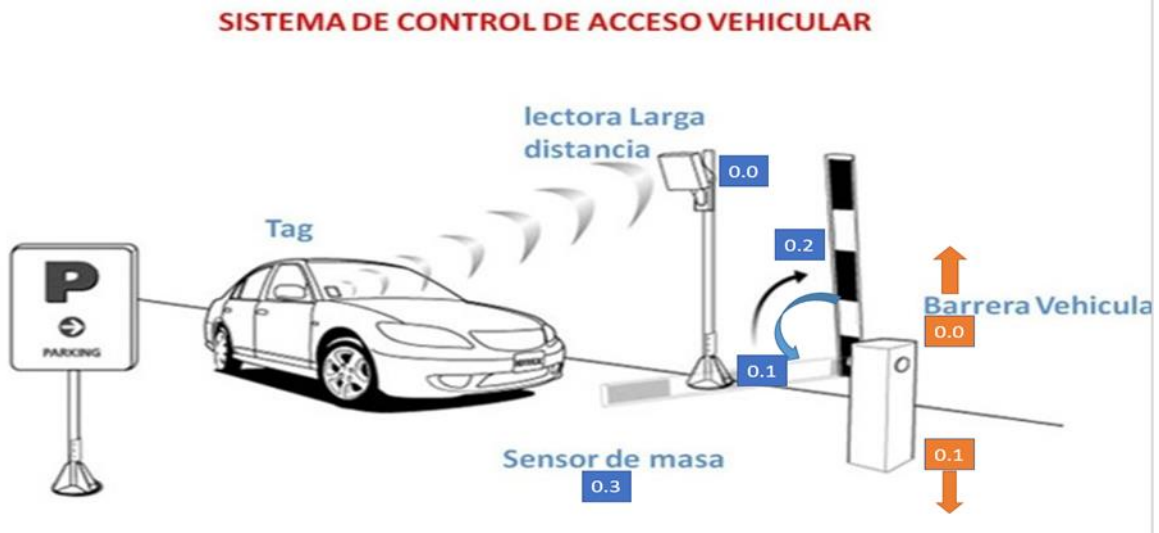 SISTEMA DE CONTROL DE ACCESO VEHICULAR
lectora Larga
distancia
0.0
Tag
0.2
P
PARKING
Barrera Vehicula
0.0
0.1
Sensor de masa
0.3
0.1